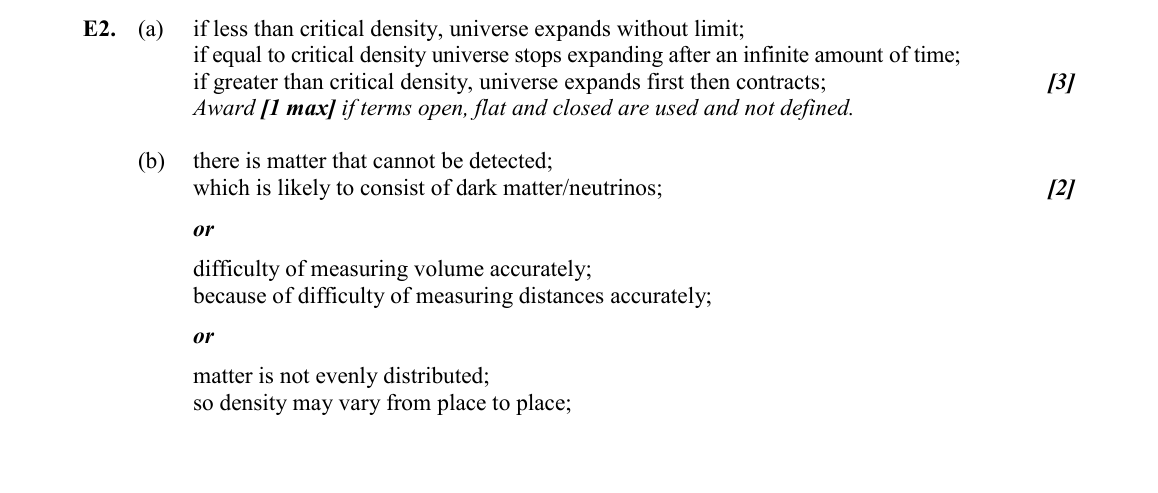 E2. (a) if less than critical density, universe expands without limit;
if equal to critical density universe stops expanding after an infinite amount of time;
if greater than critical density, universe expands first then contracts; [3]
Award [1 max] if terms open, flat and closed are used and not defined.
(b) there is matter that cannot be detected;
which is likely to consist of dark matter/neutrinos; [2]
or
difficulty of measuring volume accurately;
because of difficulty of measuring distances accurately;
or
matter is not evenly distributed;
so density may vary from place to place;